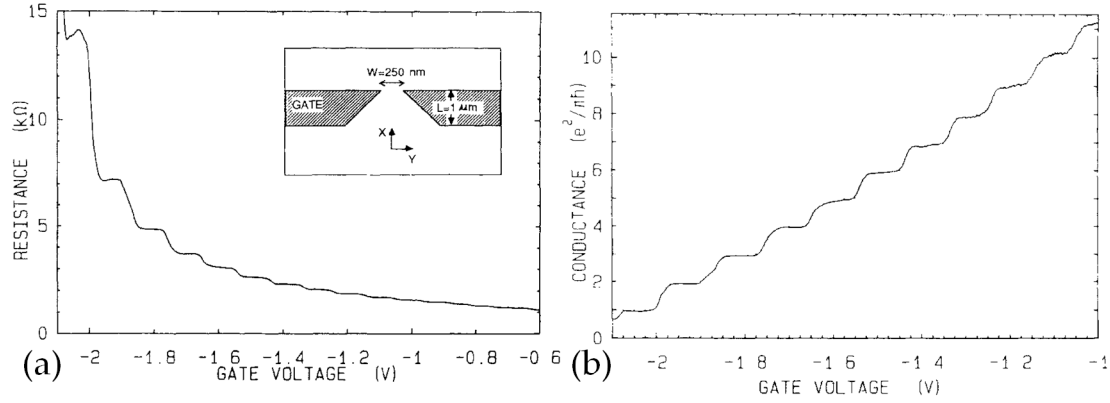 15
10
5
0
RESISTANCE (kΩ)
W=250 nm
GATE
L=1 μm
X
Y
-2 -1.8 -1.6 -1.4 -1.2 -1 -0.8 -0 6
GATE VOLTAGE (V)
(a)
10
8
6
4
2
0
CONDUCTANCE (e²/πħ)
-2 -1 8 -1 6 -1.4 -1 2 -1
GATE VOLTAGE (V)
(b)